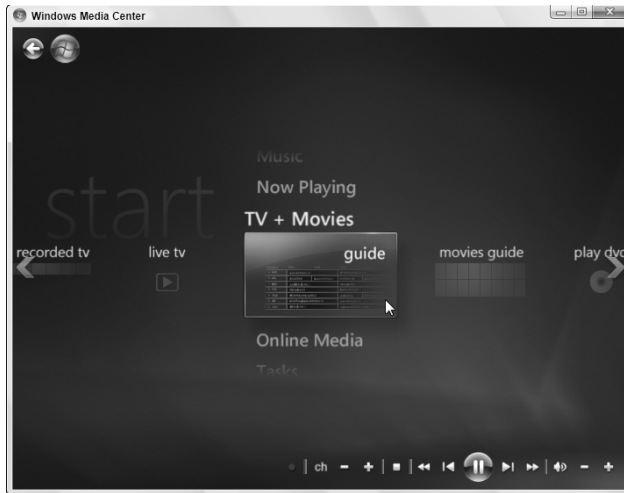 Windows Media Center
start
Music
Now Playing
TV + Movies
recorded tv
live tv
guide
movies guide
play dvd
Online Media
Tasks
ch